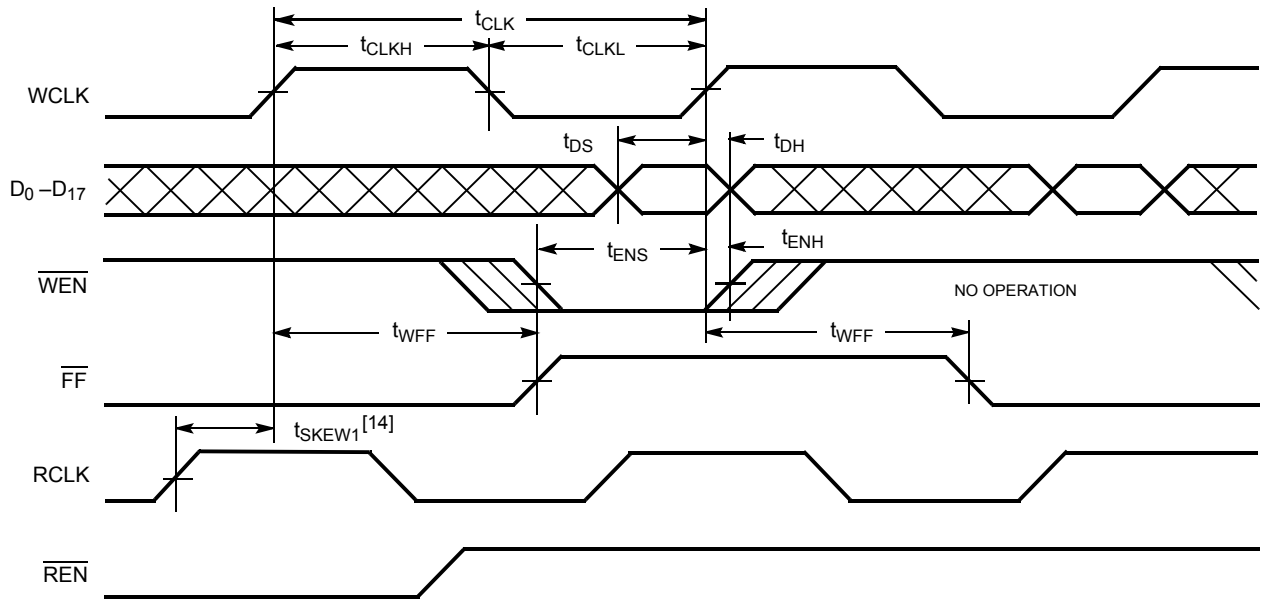 tCLK
tCLKH tCLKL
WCLK
tDS tDH
D0 –D17
tENS tENH
WEN
NO OPERATION
tWFF tWFF
FF
tSKEW1[14]
RCLK
REN